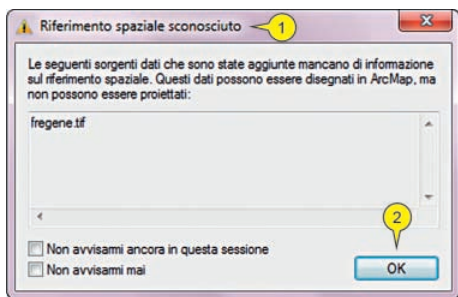 Riferimento spaziale sconosciuto
1
Le seguenti sorgenti dati che sono state aggiunte mancano di informazione
sul riferimento spaziale. Questi dati possono essere disegnati in ArcMap, ma
non possono essere proiettati:
fregene.tif
2
Non avvisarmi ancora in questa sessione
Non avvisarmi mai
OK